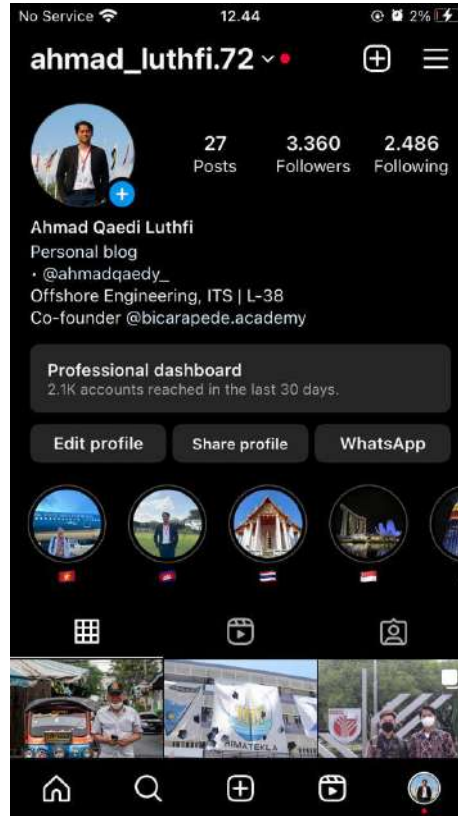 No Service 12.44 2%
ahmad_luthfi.72
27 3.360 2.486
Posts Followers Following
Ahmad Qaedi Luthfi
Personal blog
• @ahmadqaedy_
Offshore Engineering, ITS | L-38
Co-founder @bicarapede.academy
Professional dashboard
2.1K accounts reached in the last 30 days.
Edit profile Share profile WhatsApp
HIMATEKLA